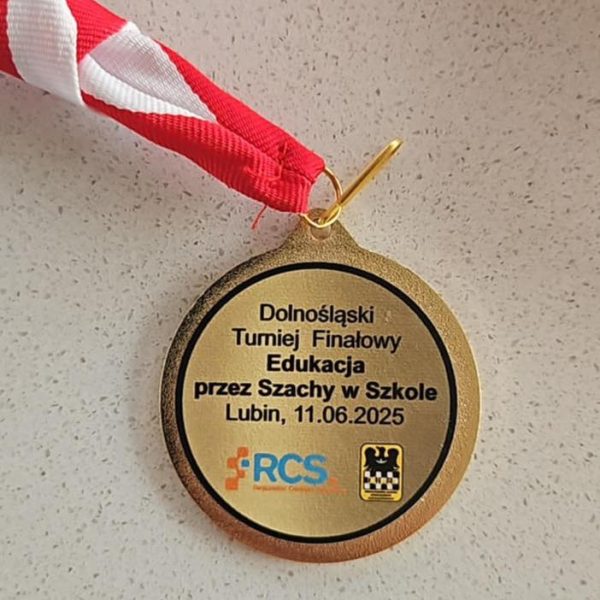 Dolnośląski
Turniej Finałowy
Edukacja
przez Szachy w Szkole
Lubin, 11.06.2025
RCS